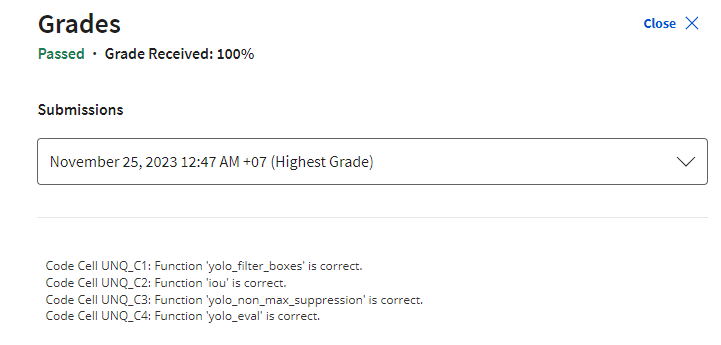 Grades
Close
Passed · Grade Received: 100%
Submissions
November 25, 2023 12:47 AM +07 (Highest Grade)
Code Cell UNQ_C1: Function 'yolo_filter_boxes' is correct.
Code Cell UNQ_C2: Function 'iou' is correct.
Code Cell UNQ_C3: Function 'yolo_non_max_suppression' is correct.
Code Cell UNQ_C4: Function 'yolo_eval' is correct.